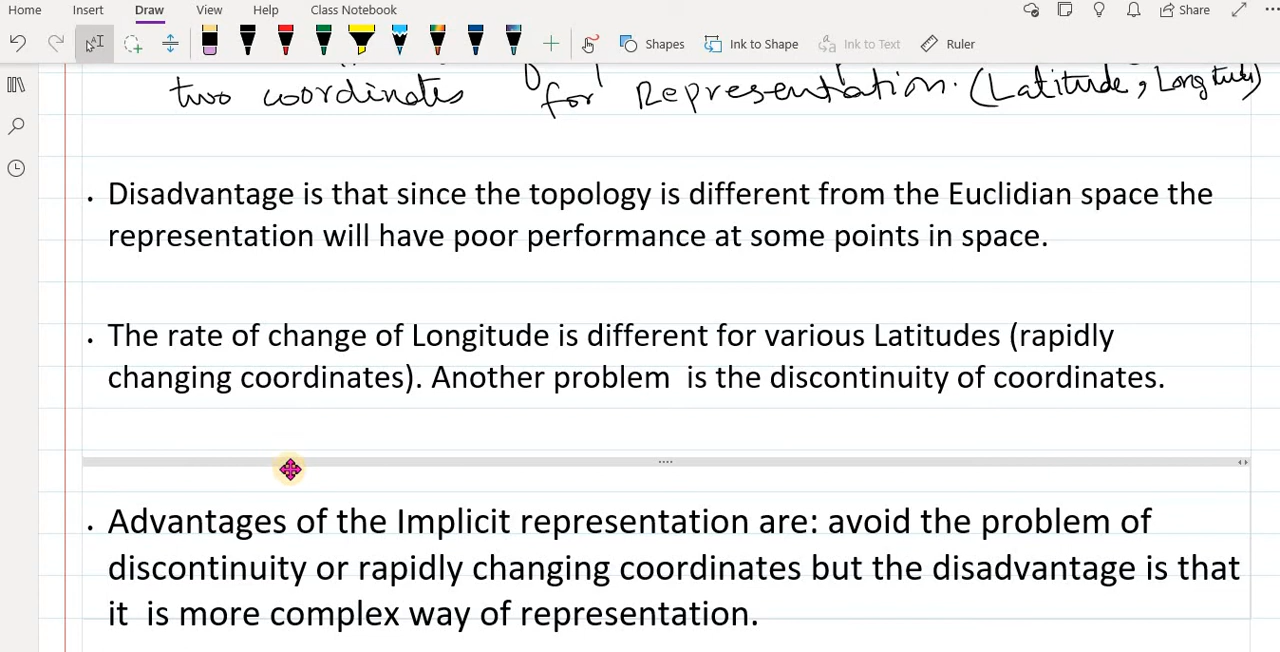 Home Insert Draw View Help Class Notebook Share
Shapes Ink to Shape Ink to Text Ruler
two coordinates for Representation. (Latitude, Longitude)
• Disadvantage is that since the topology is different from the Euclidian space the
representation will have poor performance at some points in space.
• The rate of change of Longitude is different for various Latitudes (rapidly
changing coordinates). Another problem is the discontinuity of coordinates.
• Advantages of the Implicit representation are: avoid the problem of
discontinuity or rapidly changing coordinates but the disadvantage is that
it is more complex way of representation.